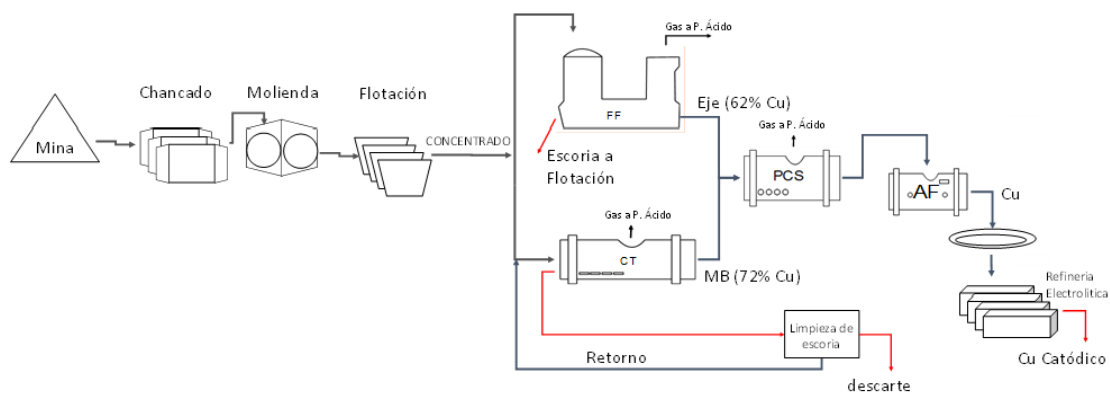 Mina
Chancado
Molienda
Flotación
CONCENTRADO
Gas a P. Ácido
FF
Escoria a
Flotación
Eje (62% Cu)
Gas a P. Ácido
PCS
AF
Cu
Gas a P. Ácido
CT
MB (72% Cu)
Refineria
Electrolitica
Cu Catódico
Limpieza de
escoria
Retorno
descarte